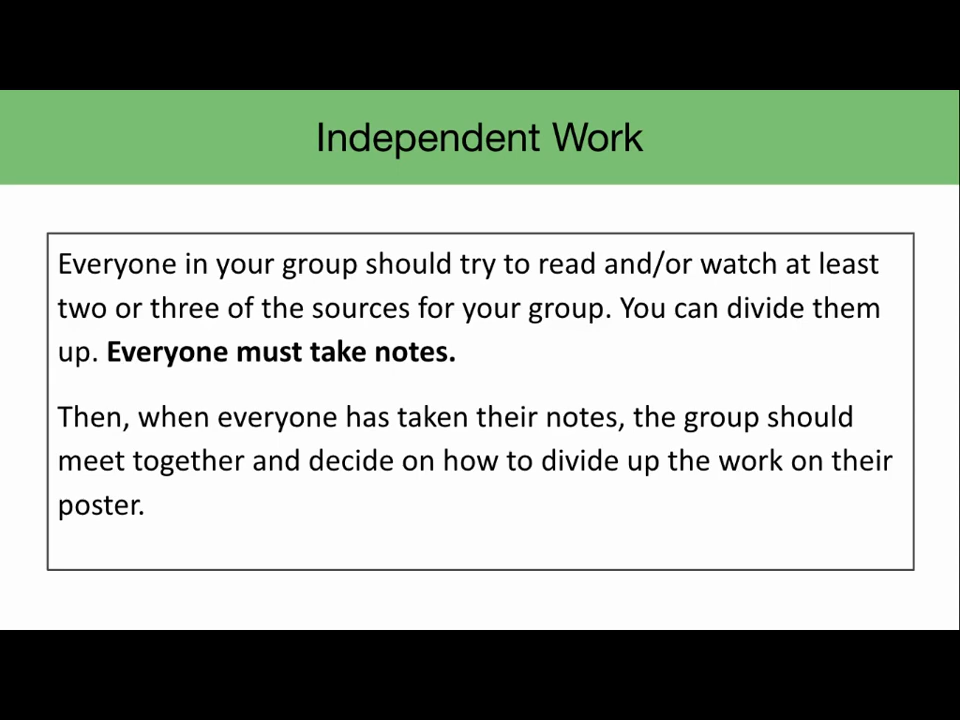 Independent Work
Everyone in your group should try to read and/or watch at least
two or three of the sources for your group. You can divide them
up. Everyone must take notes.
Then, when everyone has taken their notes, the group should
meet together and decide on how to divide up the work on their
poster.